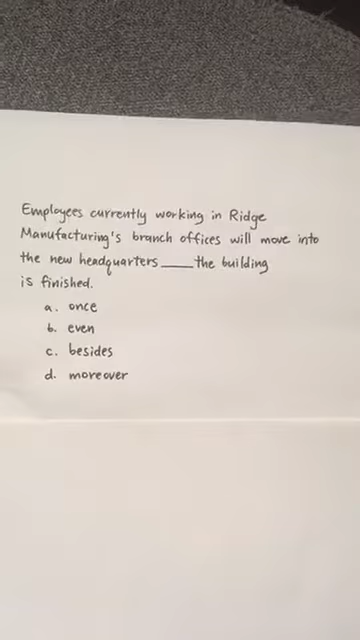 Employees currently working in Ridge
Manufacturing's branch offices will move into
the new headquarters ____ the building
is finished.
a. once
b. even
c. besides
d. moreover